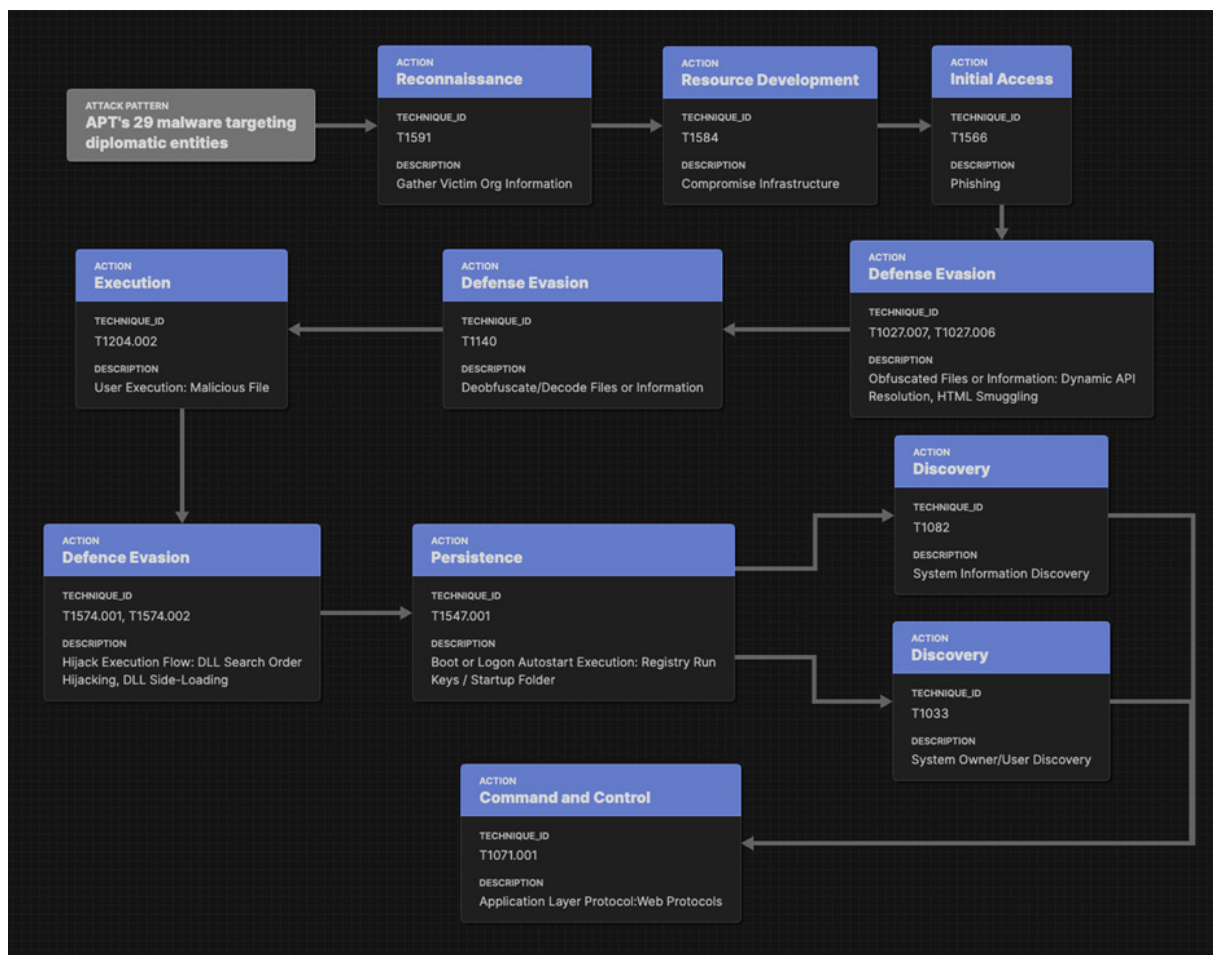 ATTACK PATTERN
APT's 29 malware targeting
diplomatic entities
ACTION
Reconnaissance
TECHNIQUE_ID
T1591
DESCRIPTION
Gather Victim Org Information
ACTION
Resource Development
TECHNIQUE_ID
T1584
DESCRIPTION
Compromise Infrastructure
ACTION
Initial Access
TECHNIQUE_ID
T1566
DESCRIPTION
Phishing
ACTION
Defense Evasion
TECHNIQUE_ID
T1027.007, T1027.006
DESCRIPTION
Obfuscated Files or Information: Dynamic API
Resolution, HTML Smuggling
ACTION
Defense Evasion
TECHNIQUE_ID
T1140
DESCRIPTION
Deobfuscate/Decode Files or Information
ACTION
Execution
TECHNIQUE_ID
T1204.002
DESCRIPTION
User Execution: Malicious File
ACTION
Defence Evasion
TECHNIQUE_ID
T1574.001, T1574.002
DESCRIPTION
Hijack Execution Flow: DLL Search Order
Hijacking, DLL Side-Loading
ACTION
Persistence
TECHNIQUE_ID
T1547.001
DESCRIPTION
Boot or Logon Autostart Execution: Registry Run
Keys / Startup Folder
ACTION
Discovery
TECHNIQUE_ID
T1082
DESCRIPTION
System Information Discovery
ACTION
Discovery
TECHNIQUE_ID
T1033
DESCRIPTION
System Owner/User Discovery
ACTION
Command and Control
TECHNIQUE_ID
T1071.001
DESCRIPTION
Application Layer Protocol:Web Protocols